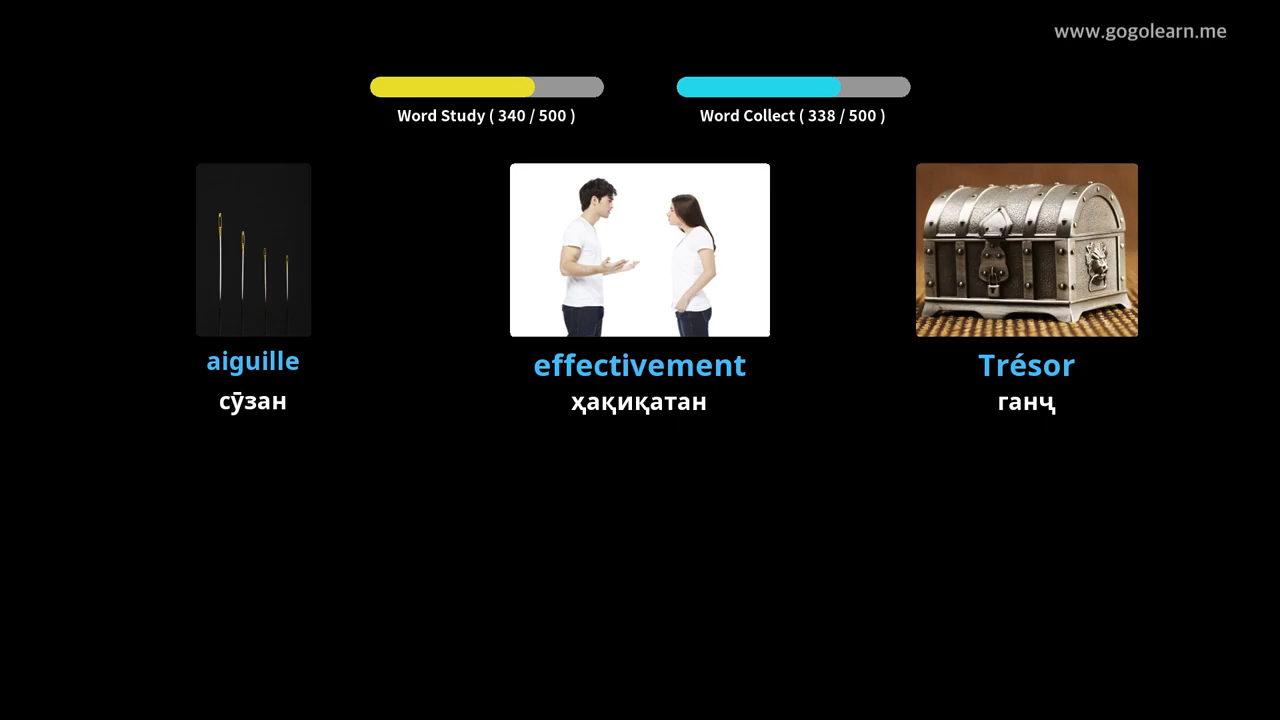 www.gogolearn.me
Word Study ( 340 / 500 )
Word Collect ( 338 / 500 )
aiguille
сӯзан
effectivement
ҳақиқатан
Trésor
ганҷ